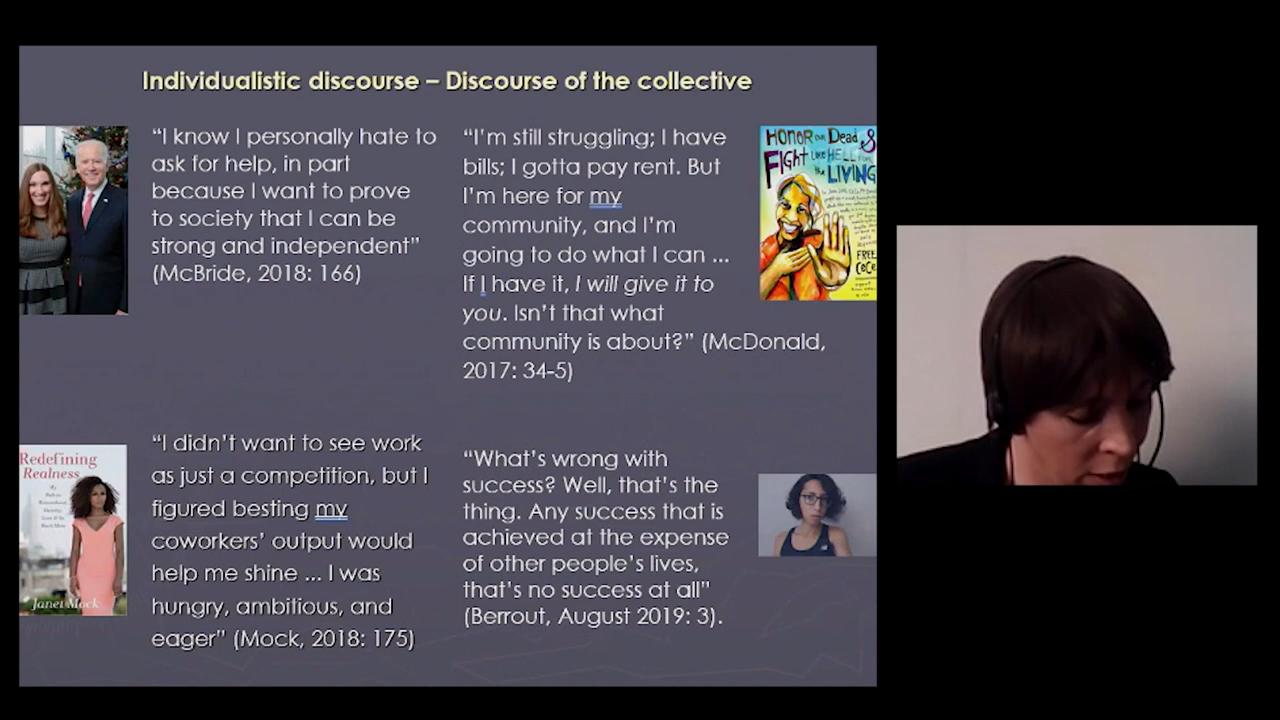 Individualistic discourse – Discourse of the collective
“I know I personally hate to
ask for help, in part
because I want to prove
to society that I can be
strong and independent”
(McBride, 2018: 166)
“I’m still struggling; I have
bills; I gotta pay rent. But
I’m here for my
community, and I’m
going to do what I can ...
If I have it, I will give it to
you. Isn’t that what
community is about?” (McDonald,
2017: 34-5)
HONOR our Dead &
FIGHT LIKE HELL FOR
the LIVING
FREE
CeCe
Redefining
Realness
Janet Mock
“I didn’t want to see work
as just a competition, but I
figured besting my
coworkers’ output would
help me shine ... I was
hungry, ambitious, and
eager” (Mock, 2018: 175)
“What’s wrong with
success? Well, that’s the
thing. Any success that is
achieved at the expense
of other people’s lives,
that’s no success at all”
(Berrout, August 2019: 3).